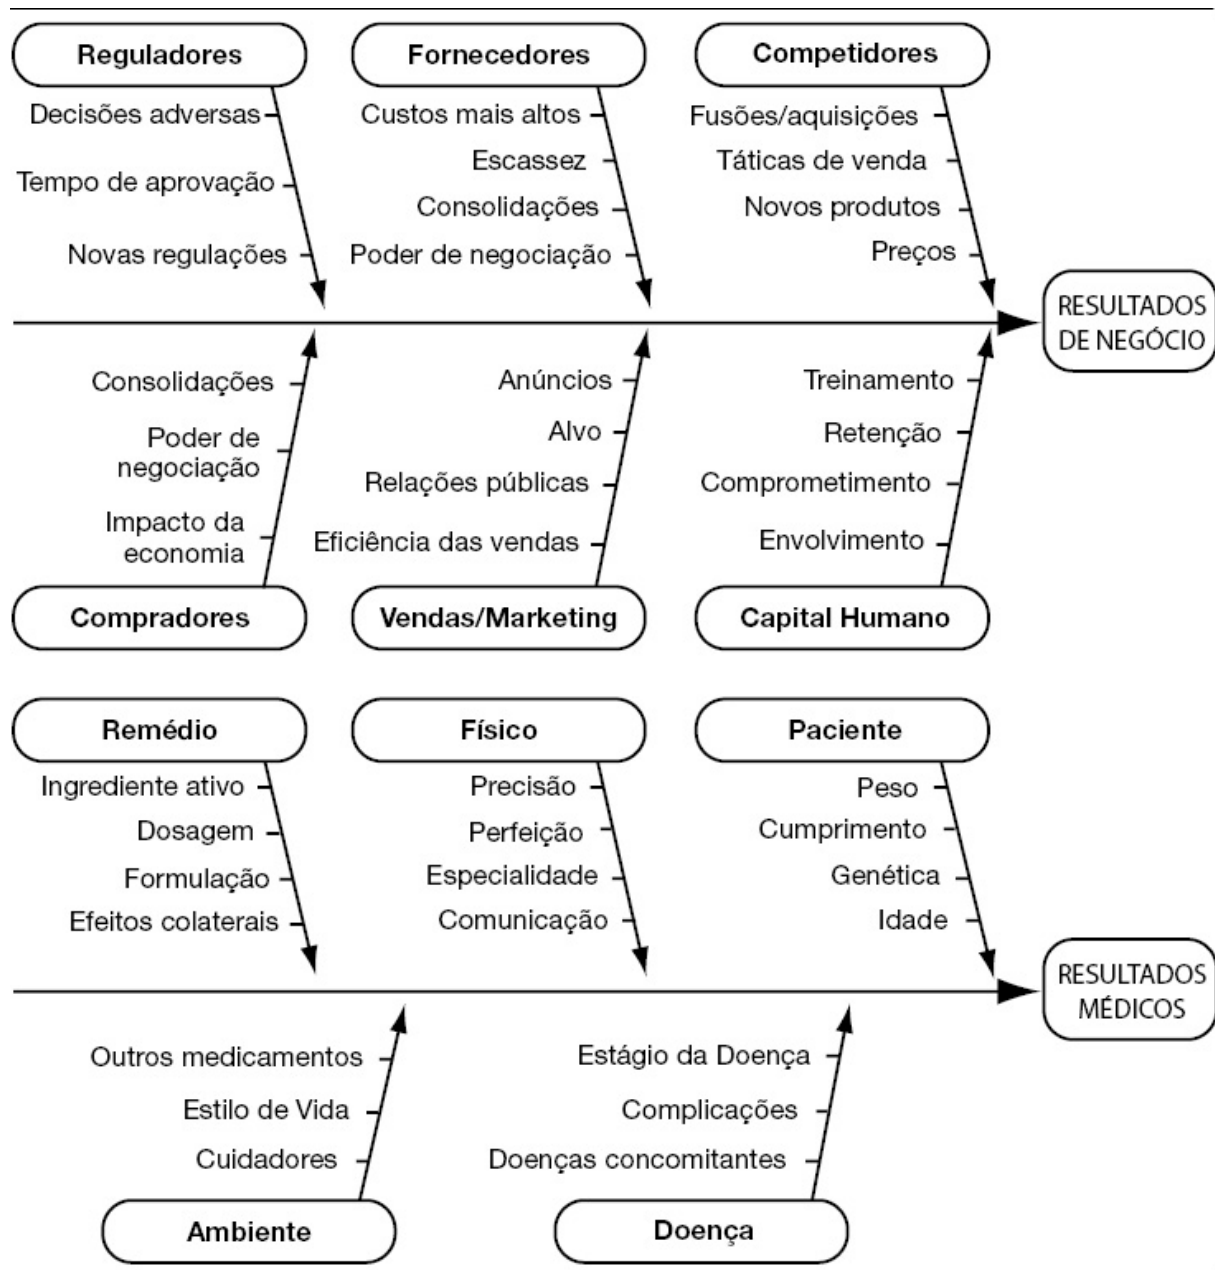 Reguladores
Decisões adversas
Tempo de aprovação
Novas regulações
Fornecedores
Custos mais altos
Escassez
Consolidações
Poder de negociação
Competidores
Fusões/aquisições
Táticas de venda
Novos produtos
Preços
RESULTADOS
DE NEGÓCIO
Consolidações
Poder de
negociação
Impacto da
economia
Compradores
Anúncios
Alvo
Relações públicas
Eficiência das vendas
Vendas/Marketing
Treinamento
Retenção
Comprometimento
Envolvimento
Capital Humano
Remédio
Ingrediente ativo
Dosagem
Formulação
Efeitos colaterais
Físico
Precisão
Perfeição
Especialidade
Comunicação
Paciente
Peso
Cumprimento
Genética
Idade
RESULTADOS
MÉDICOS
Outros medicamentos
Estilo de Vida
Cuidadores
Ambiente
Estágio da Doença
Complicações
Doenças concomitantes
Doença